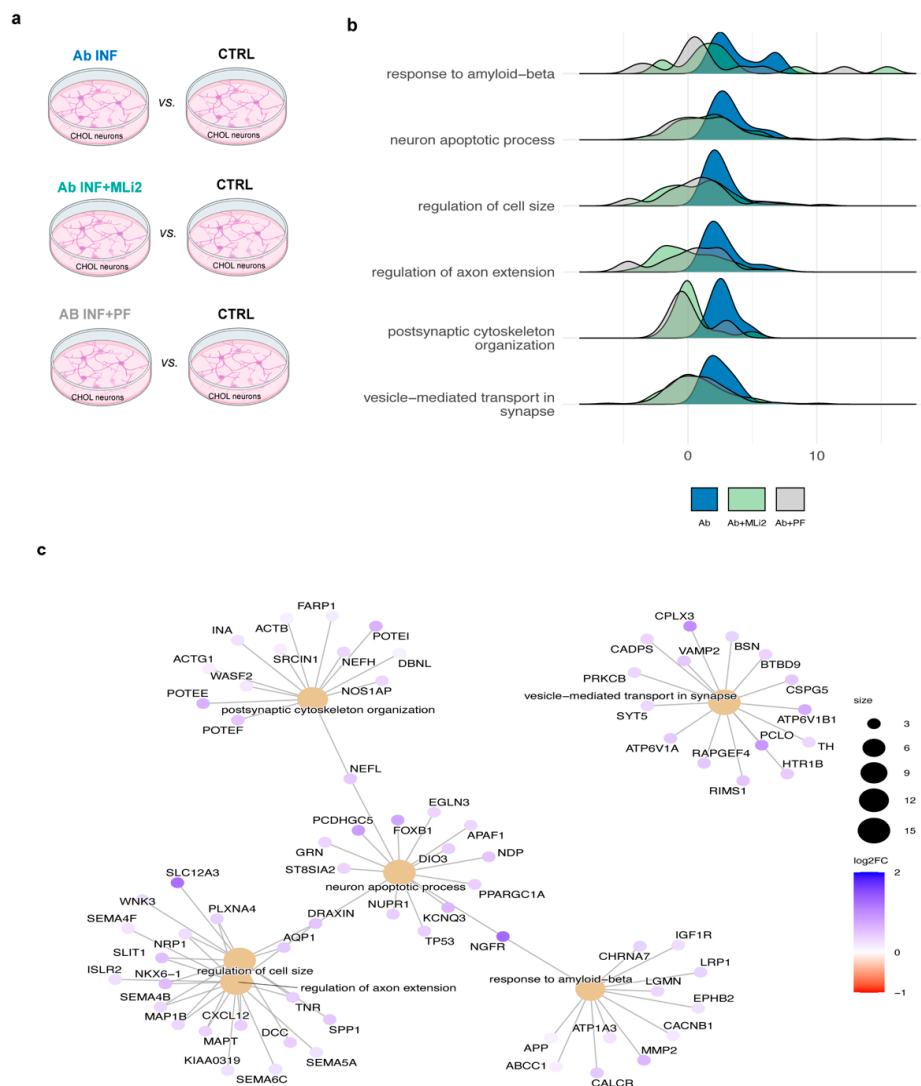 a
Ab INF
CTRL
vs.
CHOL neurons
CHOL neurons
Ab INF+MLi2
CTRL
vs.
CHOL neurons
CHOL neurons
AB INF+PF
CTRL
vs.
CHOL neurons
CHOL neurons
b
response to amyloid−beta
neuron apoptotic process
regulation of cell size
regulation of axon extension
postsynaptic cytoskeleton
organization
vesicle−mediated transport in
synapse
0
10
Ab
Ab+MLi2
Ab+PF
c
FARP1
ACTB
INA
POTEI
SRCIN1
NEFH
DBNL
ACTG1
WASF2
NOS1AP
POTEE
postsynaptic cytoskeleton organization
POTEF
NEFL
CPLX3
CADPS
VAMP2
BSN
BTBD9
PRKCB
vesicle−mediated transport in synapse
CSPG5
SYT5
ATP6V1B1
PCLO
TH
ATP6V1A
RAPGEF4
HTR1B
RIMS1
EGLN3
PCDHGC5
FOXB1
APAF1
GRN
DIO3
NDP
ST8SIA2
neuron apoptotic process
PPARGC1A
NUPR1
KCNQ3
TP53
NGFR
SLC12A3
WNK3
PLXNA4
DRAXIN
SEMA4F
NRP1
AQP1
SLIT1
ISLR2
NKX6−1
regulation of cell size
regulation of axon extension
SEMA4B
TNR
MAP1B
CXCL12
SPP1
MAPT
DCC
KIAA0319
SEMA5A
SEMA6C
CHRNA7
IGF1R
LRP1
response to amyloid−beta
LGMN
EPHB2
ATP1A3
CACNB1
APP
MMP2
ABCC1
CALCR
size
3
6
9
12
15
log2FC
2
1
0
−1